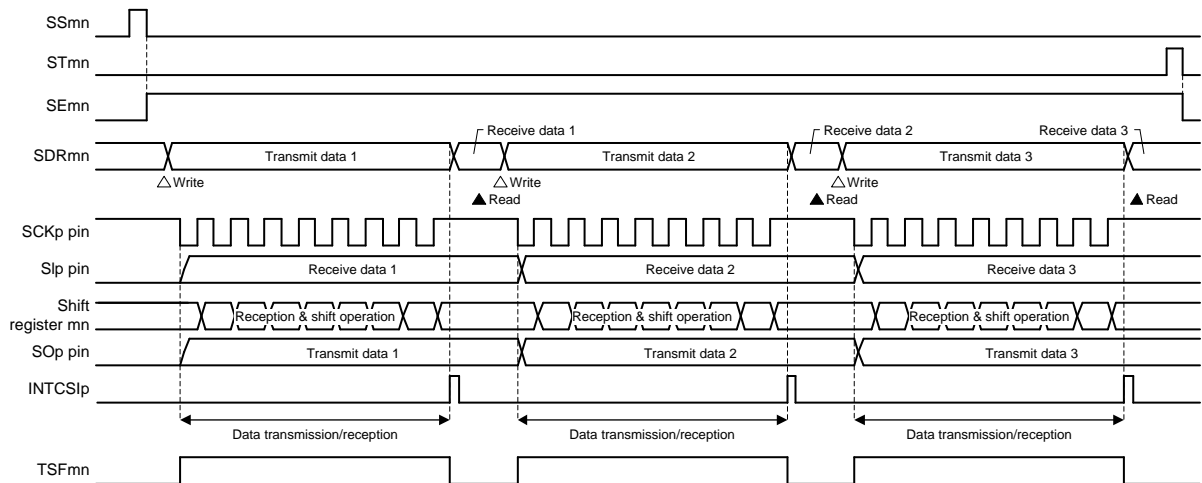 SSmn
STmn
SEmn
Receive data 1
Receive data 2
Receive data 3
SDRmn
Transmit data 1
Transmit data 2
Transmit data 3
△Write
△Write
△Write
▲Read
▲Read
▲Read
SCKp pin
SIp pin
Receive data 1
Receive data 2
Receive data 3
Shift
register mn
Reception & shift operation
Reception & shift operation
Reception & shift operation
SOp pin
Transmit data 1
Transmit data 2
Transmit data 3
INTCSIp
Data transmission/reception
Data transmission/reception
Data transmission/reception
TSFmn